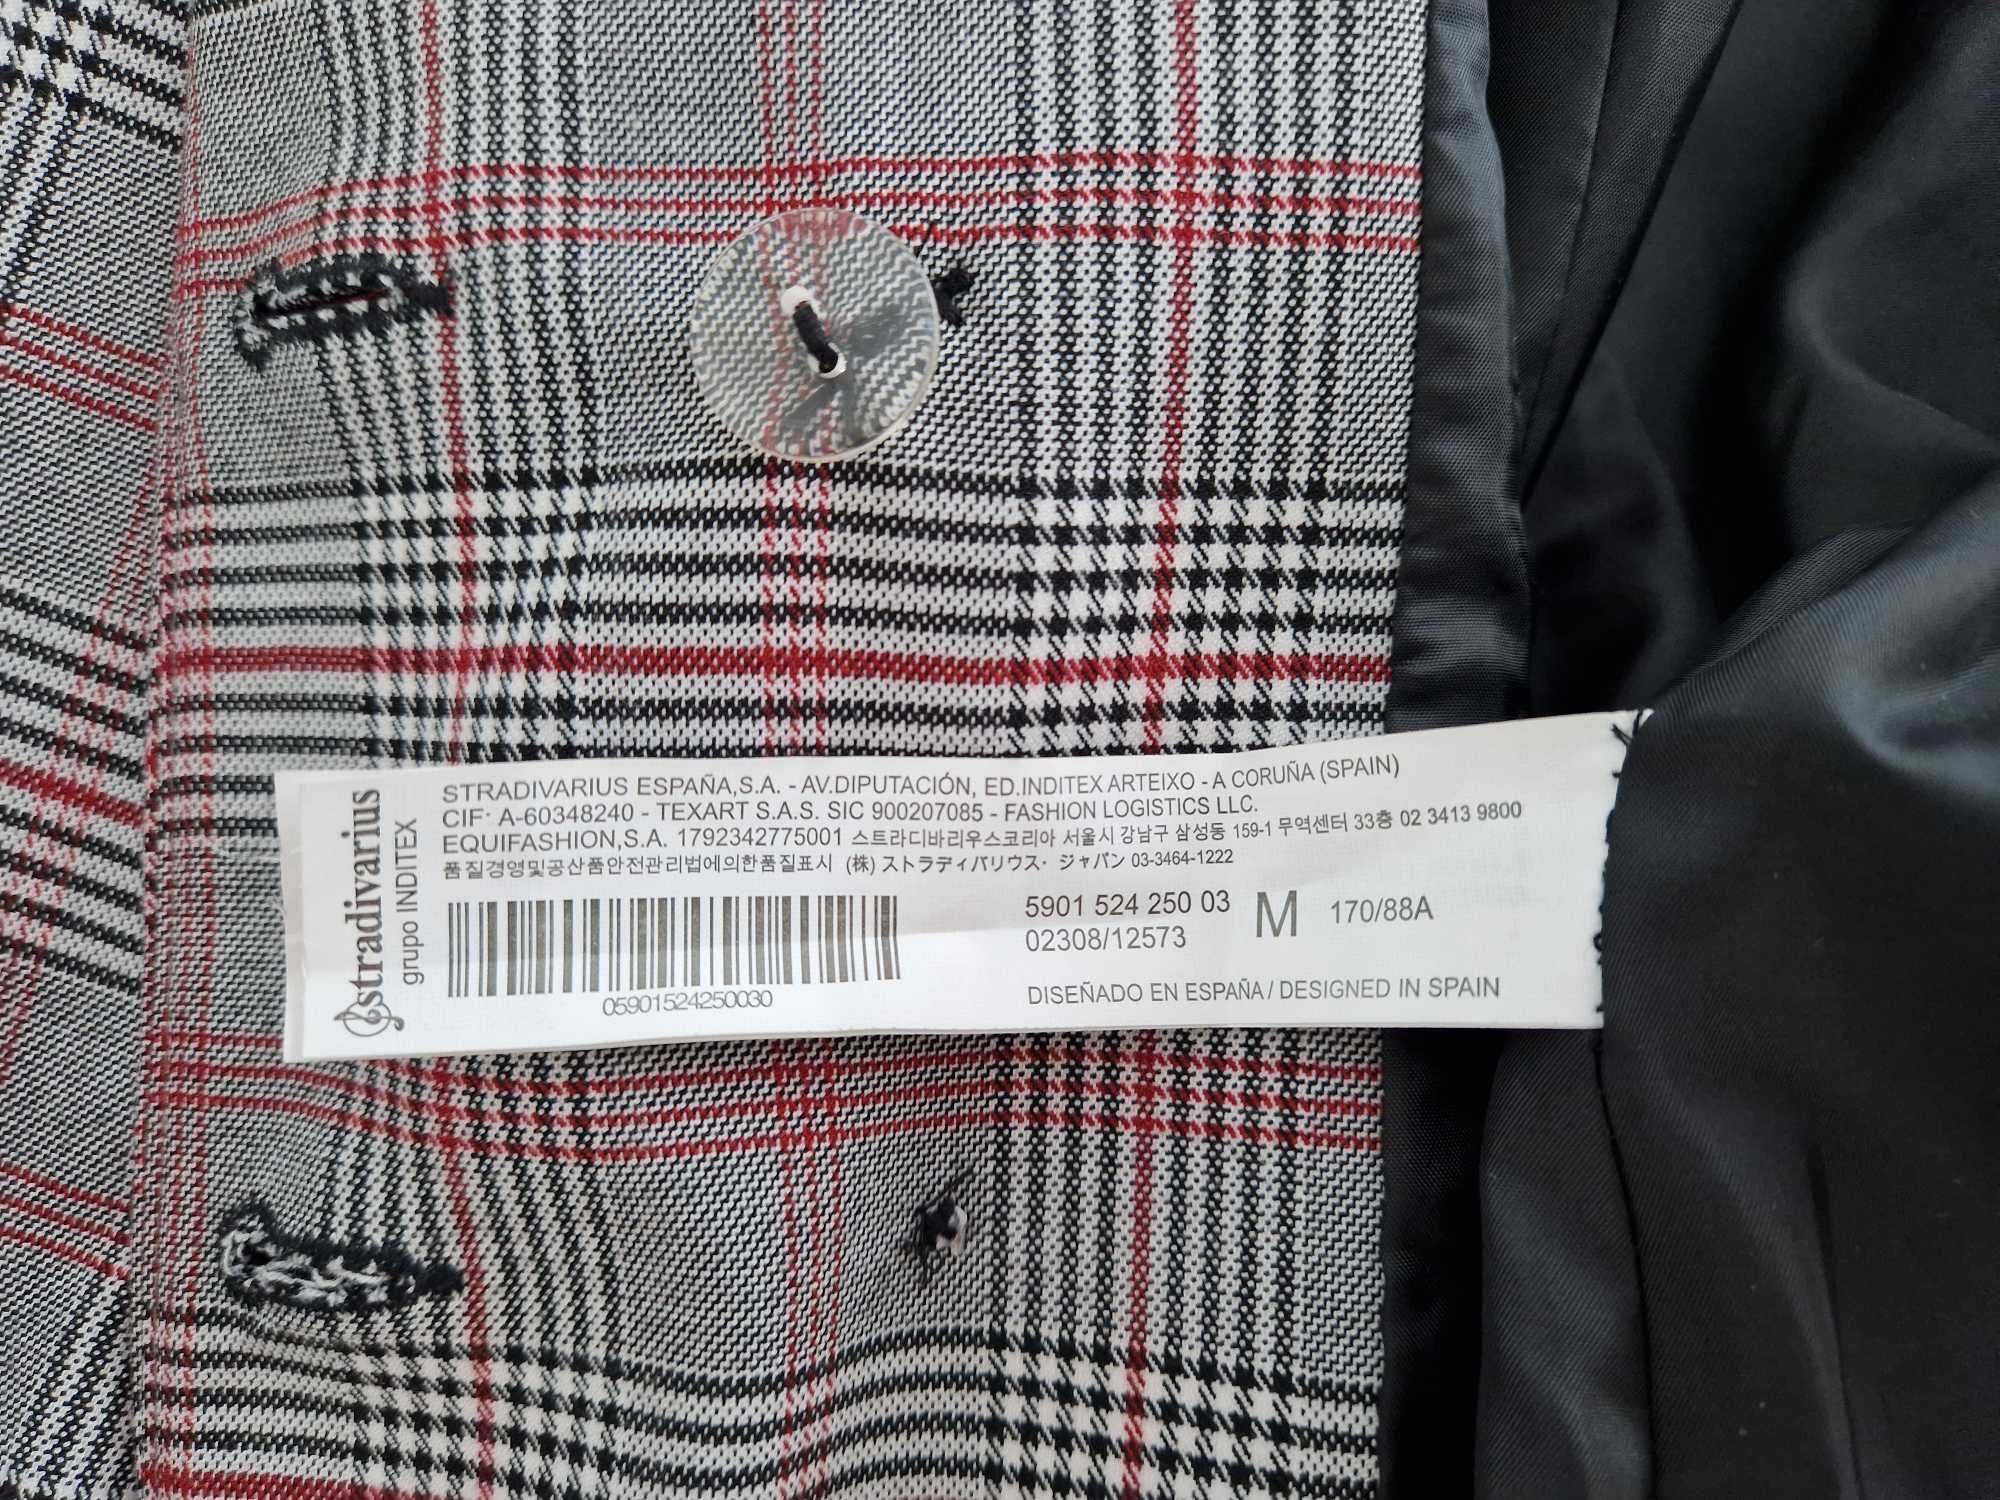 stradivarius
grupo INDITEX
STRADIVARIUS ESPAÑA,S.A. - AV.DIPUTACIÓN, ED.INDITEX ARTEIXO - A CORUÑA (SPAIN)
CIF· A-60348240 - TEXART S.A.S. SIC 900207085 - FASHION LOGISTICS LLC.
EQUIFASHION,S.A. 1792342775001 스트라디바리우스코리아 서울시 강남구 삼성동 159-1 무역센터 33층 02 3413 9800
품질경영및공산품안전관리법에의한품질표시 (株) ストラディバリウス· ジャパン 03-3464-1222
5901 524 250 03 M 170/88A
02308/12573
05901524250030
DISEÑADO EN ESPAÑA / DESIGNED IN SPAIN